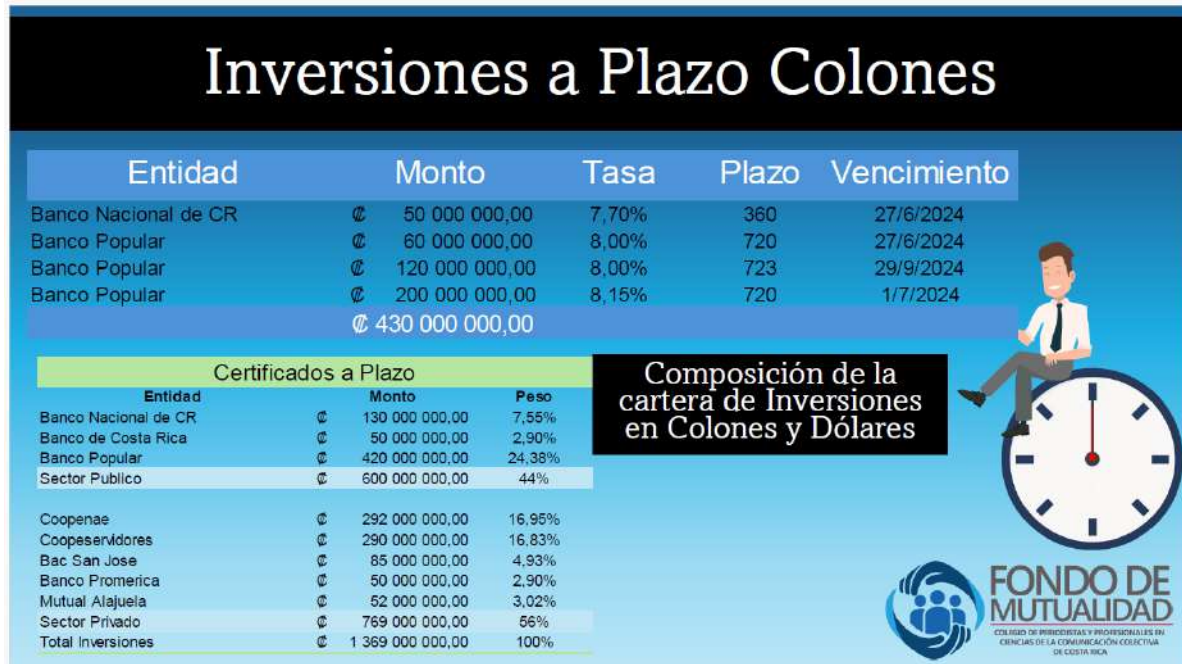 Inversiones a Plazo Colones
Entidad Monto Tasa Plazo Vencimiento
Banco Nacional de CR ₡ 50 000 000,00 7,70% 360 27/6/2024
Banco Popular ₡ 60 000 000,00 8,00% 720 27/6/2024
Banco Popular ₡ 120 000 000,00 8,00% 723 29/9/2024
Banco Popular ₡ 200 000 000,00 8,15% 720 1/7/2024
₡ 430 000 000,00
Certificados a Plazo
Entidad Monto Peso
Banco Nacional de CR ₡ 130 000 000,00 7,55%
Banco de Costa Rica ₡ 50 000 000,00 2,90%
Banco Popular ₡ 420 000 000,00 24,38%
Sector Publico ₡ 600 000 000,00 44%
Coopenae ₡ 292 000 000,00 16,95%
Coopeservidores ₡ 290 000 000,00 16,83%
Bac San Jose ₡ 85 000 000,00 4,93%
Banco Promerica ₡ 50 000 000,00 2,90%
Mutual Alajuela ₡ 52 000 000,00 3,02%
Sector Privado ₡ 769 000 000,00 56%
Total Inversiones ₡ 1 369 000 000,00 100%
Composición de la
cartera de Inversiones
en Colones y Dólares
FONDO DE
MUTUALIDAD
COLEGIO DE PERIODISTAS Y PROFESIONALES EN
CIENCIAS DE LA COMUNICACIÓN COLECTIVA
DE COSTA RICA